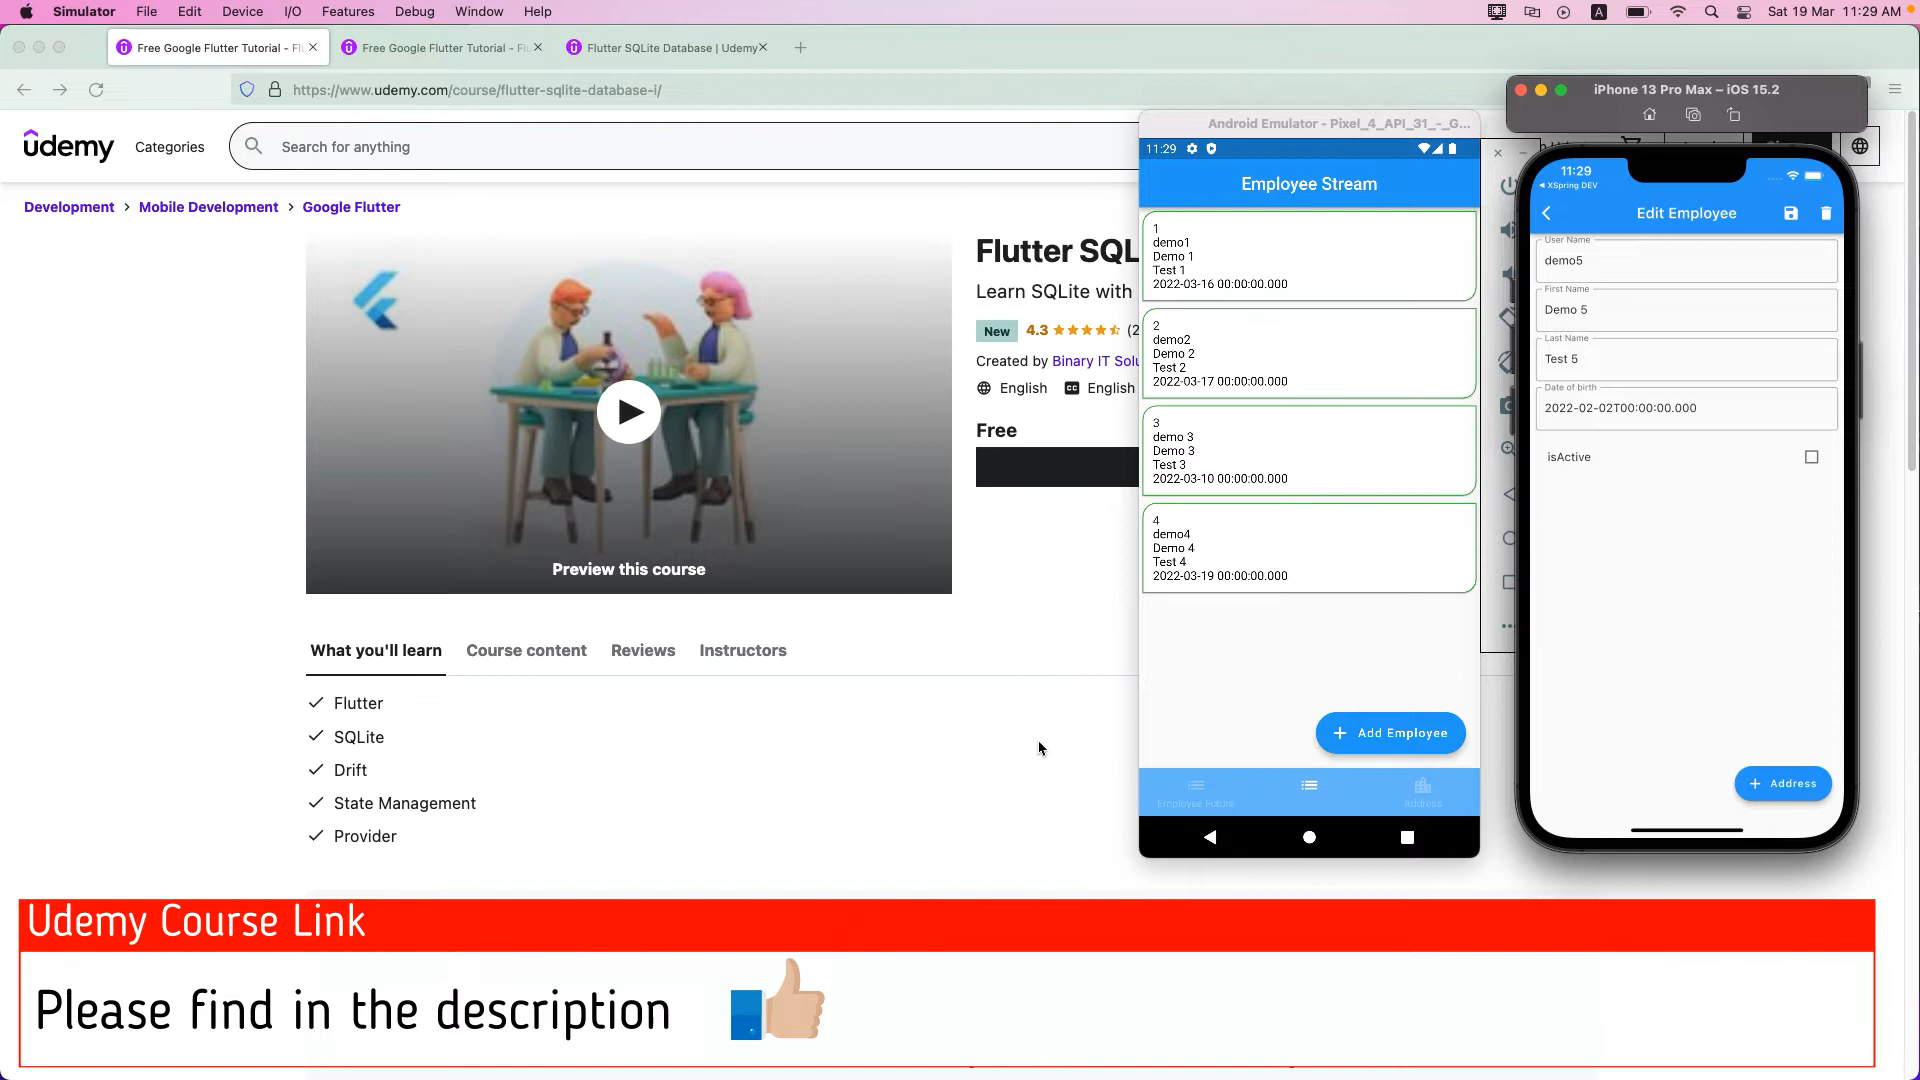 Simulator File Edit Device I/O Features Debug Window Help
A Sat 19 Mar 11:29 AM
Free Google Flutter Tutorial - Fl
Free Google Flutter Tutorial - Fl
Flutter SQLite Database | Udemy
https://www.udemy.com/course/flutter-sqlite-database-i/
udemy
Categories
Search for anything
Development > Mobile Development > Google Flutter
Preview this course
Flutter SQL
Learn SQLite with
New 4.3 (2
Created by Binary IT Solu
English CC English
Free
What you'll learn
Course content
Reviews
Instructors
Flutter
SQLite
Drift
State Management
Provider
Android Emulator - Pixel_4_API_31_-_G...
11:29
Employee Stream
1
demo1
Demo 1
Test 1
2022-03-16 00:00:00.000
2
demo2
Demo 2
Test 2
2022-03-17 00:00:00.000
3
demo 3
Demo 3
Test 3
2022-03-10 00:00:00.000
4
demo4
Demo 4
Test 4
2022-03-19 00:00:00.000
+ Add Employee
Employee Future
Address
iPhone 13 Pro Max – iOS 15.2
11:29
XSpring DEV
Edit Employee
User Name
demo5
First Name
Demo 5
Last Name
Test 5
Date of birth
2022-02-02T00:00:00.000
isActive
+ Address
Udemy Course Link
Please find in the description